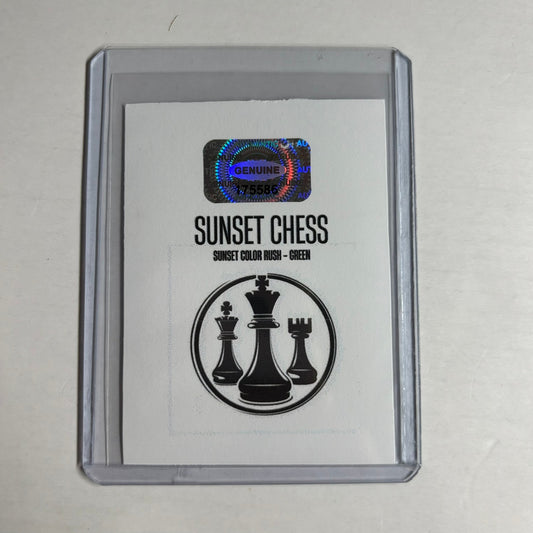 GENUINE
175586
SUNSET CHESS
SUNSET COLOR RUSH - GREEN